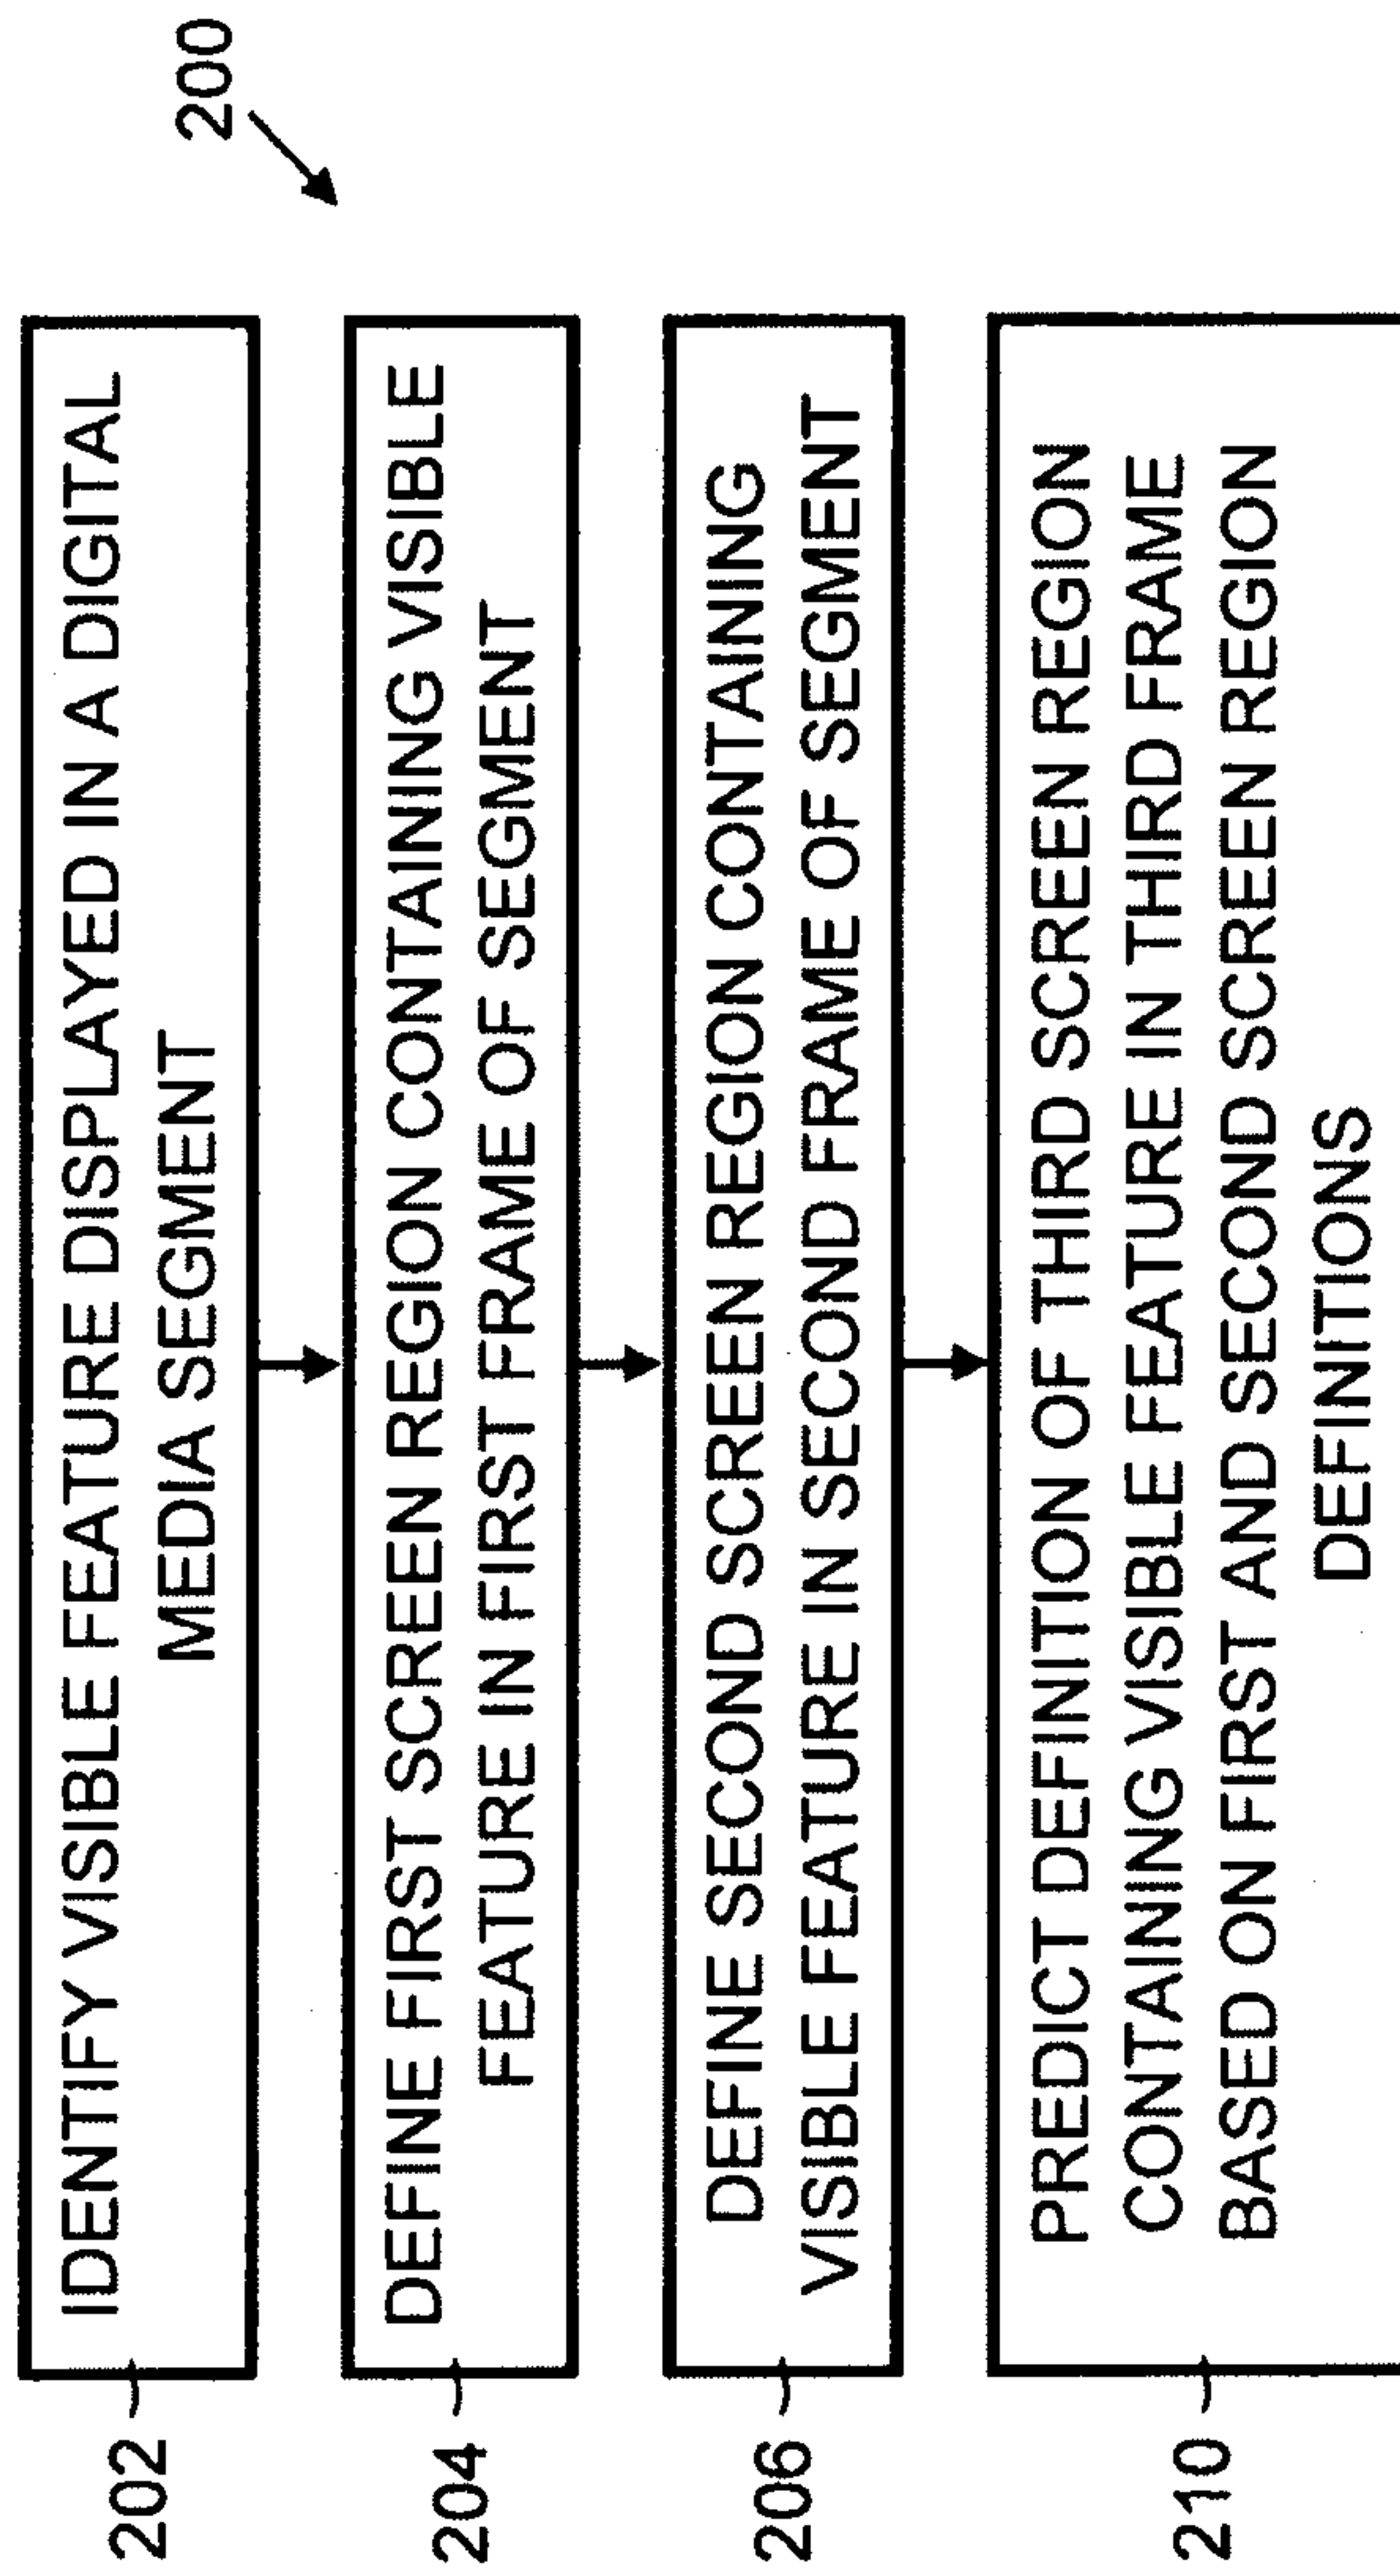 200
202
IDENTIFY VISIBLE FEATURE DISPLAYED IN A DIGITAL
MEDIA SEGMENT
204
DEFINE FIRST SCREEN REGION CONTAINING VISIBLE
FEATURE IN FIRST FRAME OF SEGMENT
206
DEFINE SECOND SCREEN REGION CONTAINING
VISIBLE FEATURE IN SECOND FRAME OF SEGMENT
210
PREDICT DEFINITION OF THIRD SCREEN REGION
CONTAINING VISIBLE FEATURE IN THIRD FRAME
BASED ON FIRST AND SECOND SCREEN REGION
DEFINITIONS